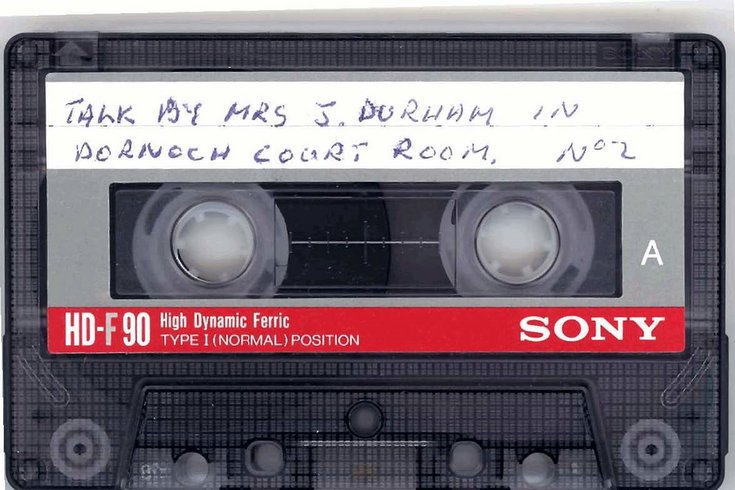 SONY
TALK BY MRS J. DURHAM IN
DORNOCH COURT ROOM. No 2
A
HD-F 90 High Dynamic Ferric
TYPE I (NORMAL) POSITION
SONY